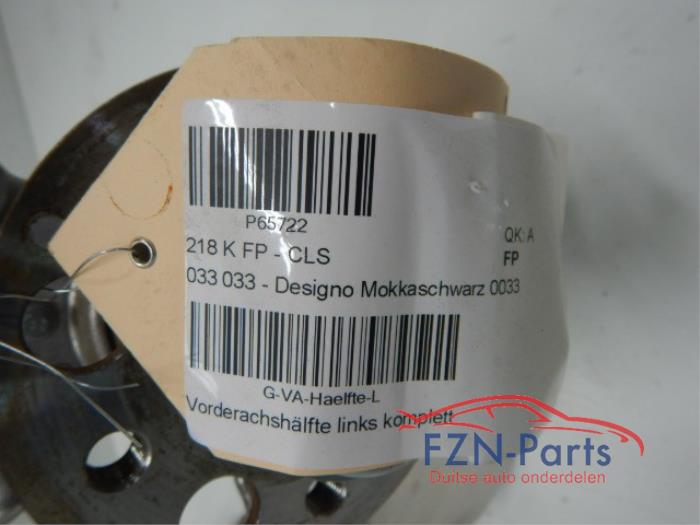 P65722
218 K FP - CLS
QK: A
FP
033 033 - Designo Mokkaschwarz 0033
G-VA-Haelfte-L
Vorderachshälfte links komplett
FZN-Parts
Duitse auto onderdelen